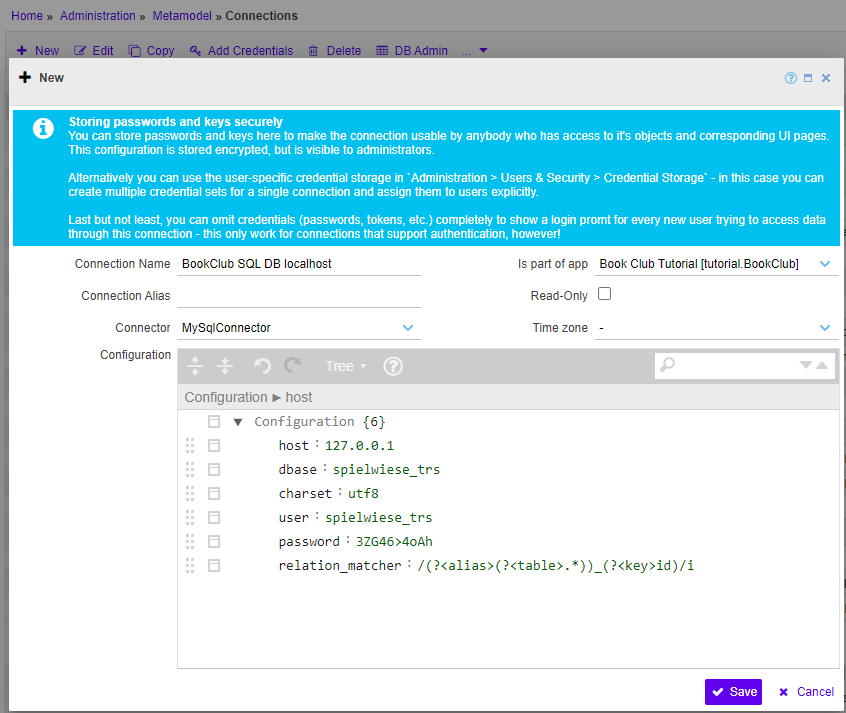 Home » Administration » Metamodel » Connections
New Edit Copy Add Credentials Delete DB Admin ...
New
Storing passwords and keys securely
You can store passwords and keys here to make the connection usable by anybody who has access to it's objects and corresponding UI pages.
This configuration is stored encrypted, but is visible to administrators.
Alternatively you can use the user-specific credential storage in `Administration > Users & Security > Credential Storage` - in this case you can
create multiple credential sets for a single connection and assign them to users explicitly.
Last but not least, you can omit credentials (passwords, tokens, etc.) completely to show a login promt for every new user trying to access data
through this connection - this only work for connections that support authentication, however!
Connection Name BookClub SQL DB localhost Is part of app Book Club Tutorial [tutorial.BookClub]
Connection Alias Read-Only
Connector MySqlConnector Time zone -
Configuration
Tree
Configuration ► host
Configuration {6}
host : 127.0.0.1
dbase : spielwiese_trs
charset : utf8
user : spielwiese_trs
password : 3ZG46>4oAh
relation_matcher : /(?<alias>(?<table>.*))_(?<key>id)/i
Save Cancel